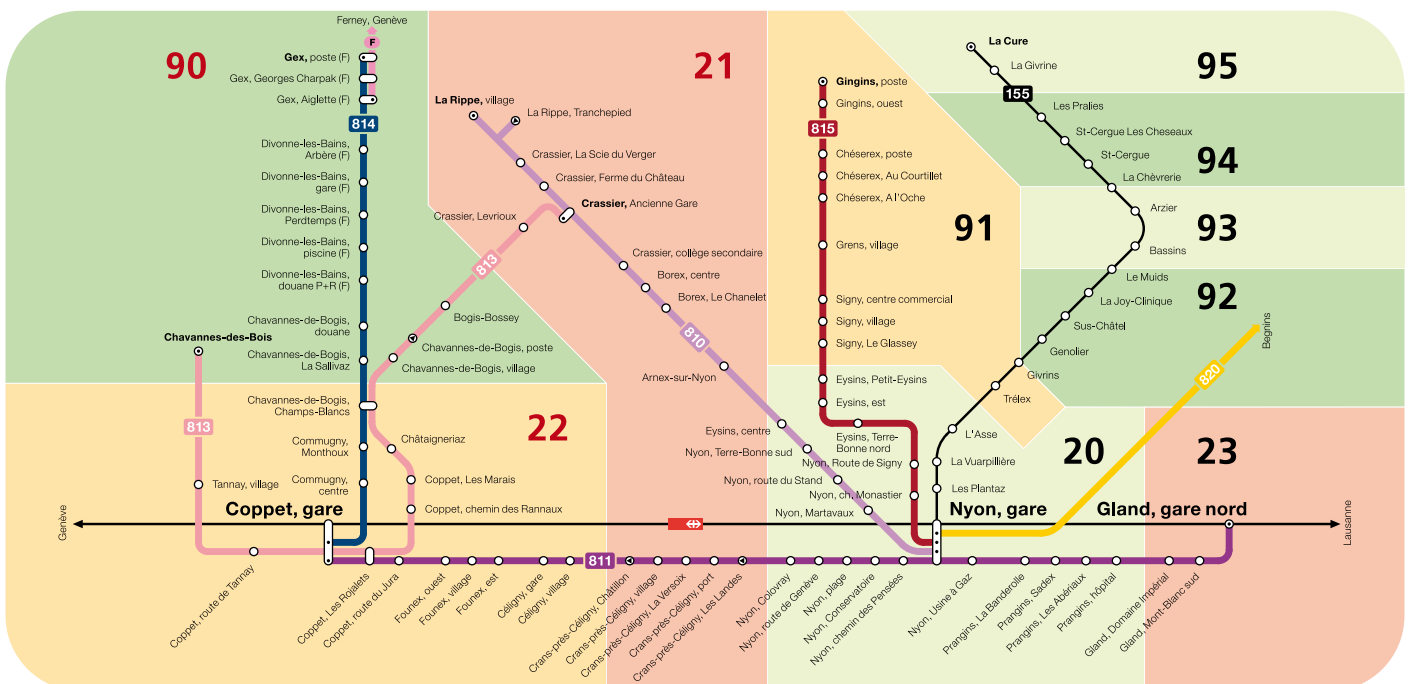 Ferney, Genève
F
90
Gex, poste (F)
Gex, Georges Charpak (F)
Gex, Aiglette (F)
814
Divonne-les-Bains,
Arbère (F)
Divonne-les-Bains,
gare (F)
Divonne-les-Bains,
Perdtemps (F)
Divonne-les-Bains,
piscine (F)
Divonne-les-Bains,
douane P+R (F)
Chavannes-de-Bogis,
douane
Chavannes-des-Bois
Chavannes-de-Bogis,
La Sallivaz
Chavannes-de-Bogis,
Champs-Blancs
813
Commugny,
Monthoux
Commugny,
centre
Tannay, village
Coppet, gare
Genève
21
La Rippe, village
La Rippe, Tranchepied
Crassier, La Scie du Verger
Crassier, Ferme du Château
Crassier, Ancienne Gare
Crassier, Levrioux
813
Crassier, collège secondaire
Borex, centre
Borex, Le Chanelet
Bogis-Bossey
810
Chavannes-de-Bogis, poste
Chavannes-de-Bogis, village
Arnex-sur-Nyon
22
Châtaigneriaz
Coppet, Les Marais
Coppet, chemin des Rannaux
Eysins, centre
Nyon, Terre-Bonne sud
Nyon, route du Stand
Nyon, Martavaux
Gingins, poste
Gingins, ouest
815
Chéserex, poste
Chéserex, Au Courtillet
Chéserex, A l'Oche
Grens, village
91
Signy, centre commercial
Signy, village
Signy, Le Glassey
Eysins, Petit-Eysins
Eysins, est
Eysins, Terre-
Bonne nord
Nyon, Route de Signy
Nyon, ch. Monastier
La Cure
La Givrine
95
155
Les Pralies
St-Cergue Les Cheseaux
St-Cergue
94
La Chèvrerie
Arzier
93
Bassins
Le Muids
92
La Joy-Clinique
Sus-Châtel
Genolier
Givrins
Trélex
Begnins
820
L'Asse
20
23
La Vuarpillière
Les Plantaz
Nyon, gare
Gland, gare nord
Lausanne
811
Coppet, route de Tannay
Coppet, Les Rojalets
Coppet, route du Jura
Founex, ouest
Founex, village
Founex, est
Céligny, gare
Céligny, village
Crans-près-Céligny, Châtillon
Crans-près-Céligny, village
Crans-près-Céligny, La Versoix
Crans-près-Céligny, port
Crans-près-Céligny, Les Landes
Nyon, Colovray
Nyon, route de Genève
Nyon, plage
Nyon, Conservatoire
Nyon, chemin des Pensées
Nyon, Usine à Gaz
Prangins, La Banderolle
Prangins, Sadex
Prangins, Les Abériaux
Prangins, hôpital
Gland, Domaine Impérial
Gland, Mont-Blanc sud